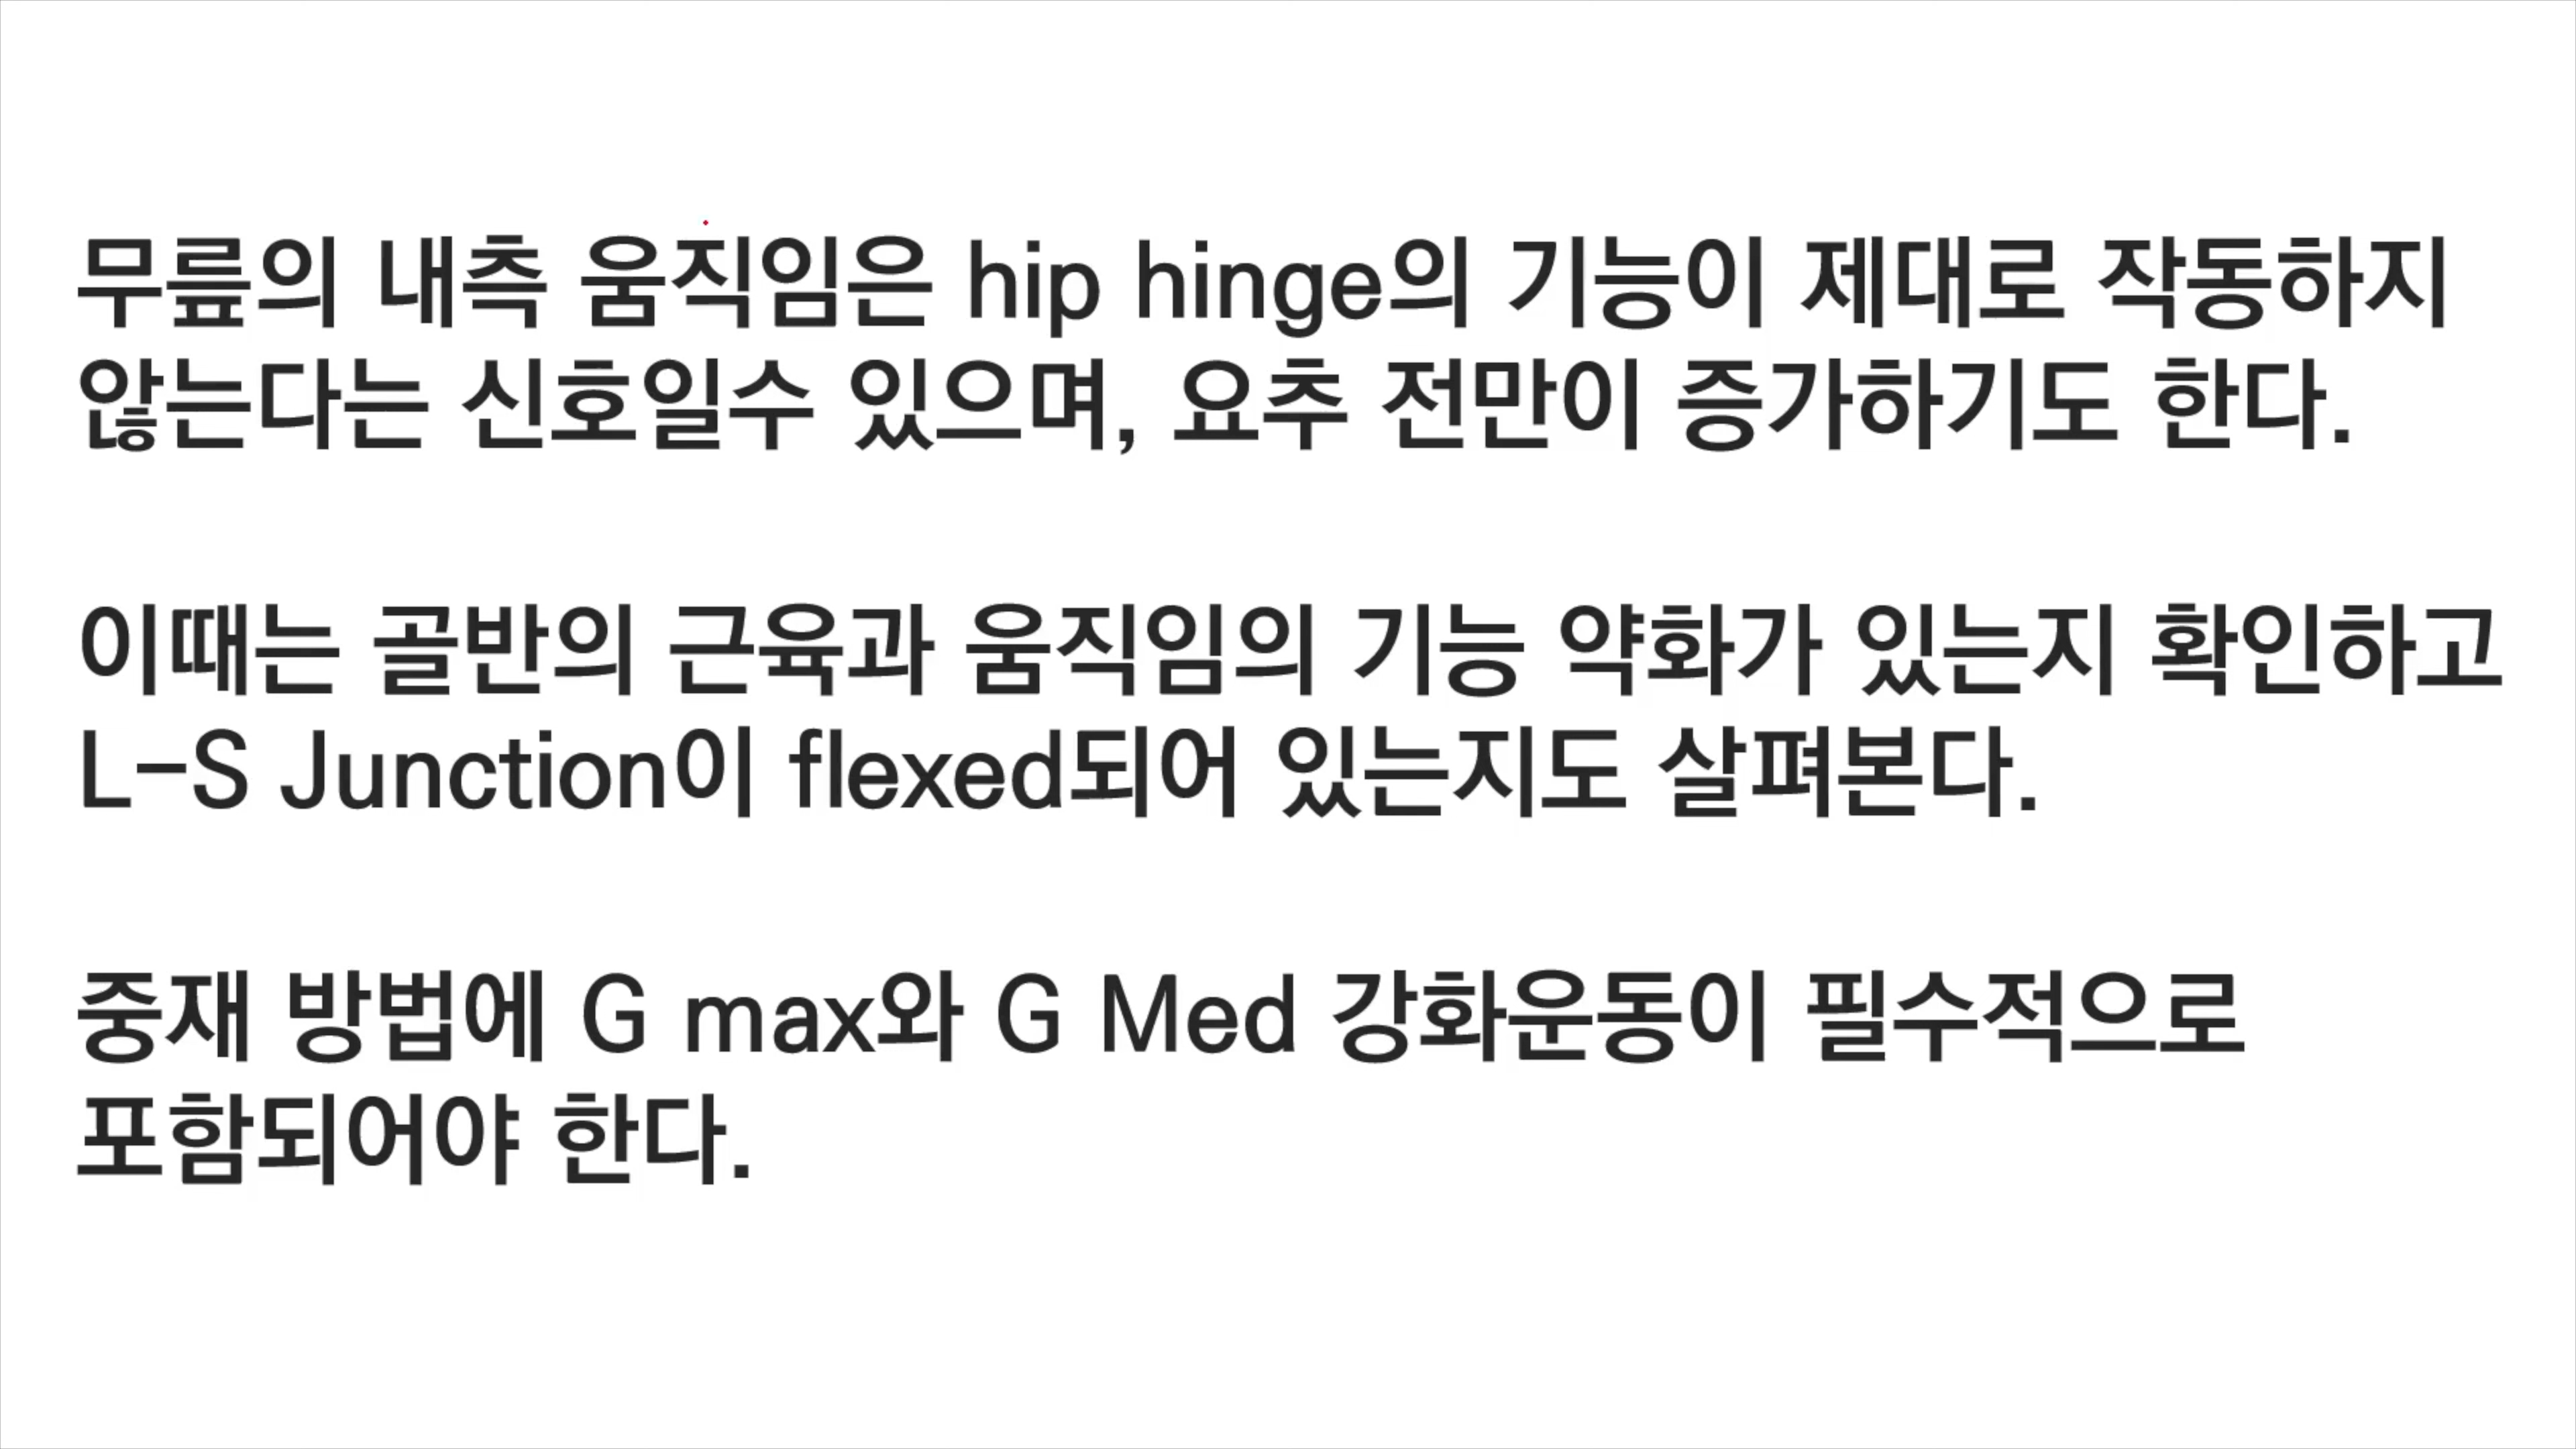 무릎의 내측 움직임은 hip hinge의 기능이 제대로 작동하지
않는다는 신호일수 있으며, 요추 전만이 증가하기도 한다.
이때는 골반의 근육과 움직임의 기능 약화가 있는지 확인하고
L-S Junction이 flexed되어 있는지도 살펴본다.
중재 방법에 G max와 G Med 강화운동이 필수적으로
포함되어야 한다.